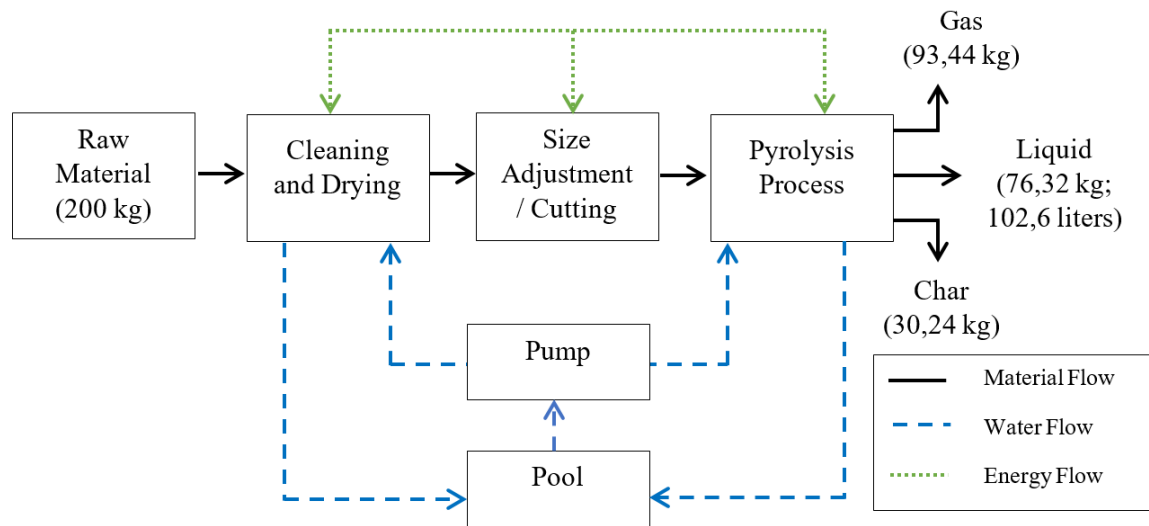 Raw
Material
(200 kg)
Cleaning
and Drying
Size
Adjustment
/ Cutting
Pyrolysis
Process
Gas
(93,44 kg)
Liquid
(76,32 kg;
102,6 liters)
Char
(30,24 kg)
Pump
Pool
Material Flow
Water Flow
Energy Flow